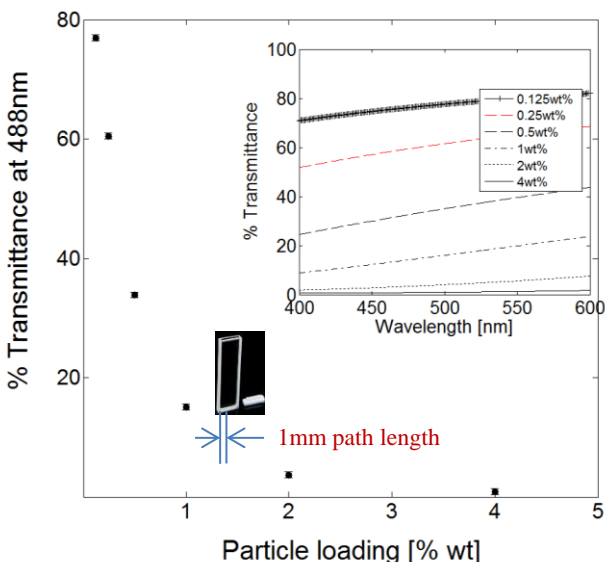 80
60
40
20
% Transmittance at 488nm
1
2
3
4
5
Particle loading [% wt]
100
80
60
40
20
0
% Transmittance
400
450
500
550
600
Wavelength [nm]
0.125wt%
0.25wt%
0.5wt%
1wt%
2wt%
4wt%
1mm path length